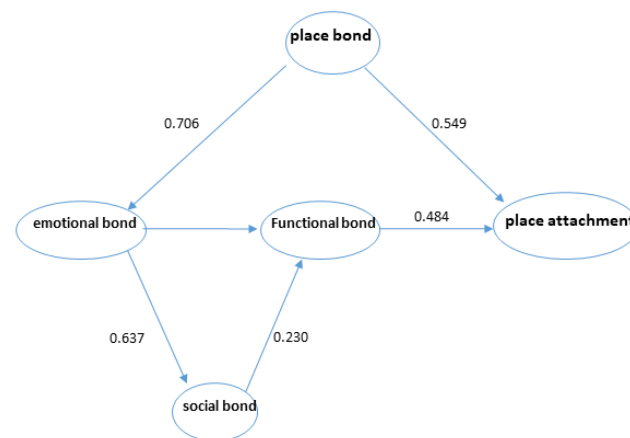 place bond
0.706
0.549
emotional bond
Functional bond
0.484
place attachment
0.637
0.230
social bond